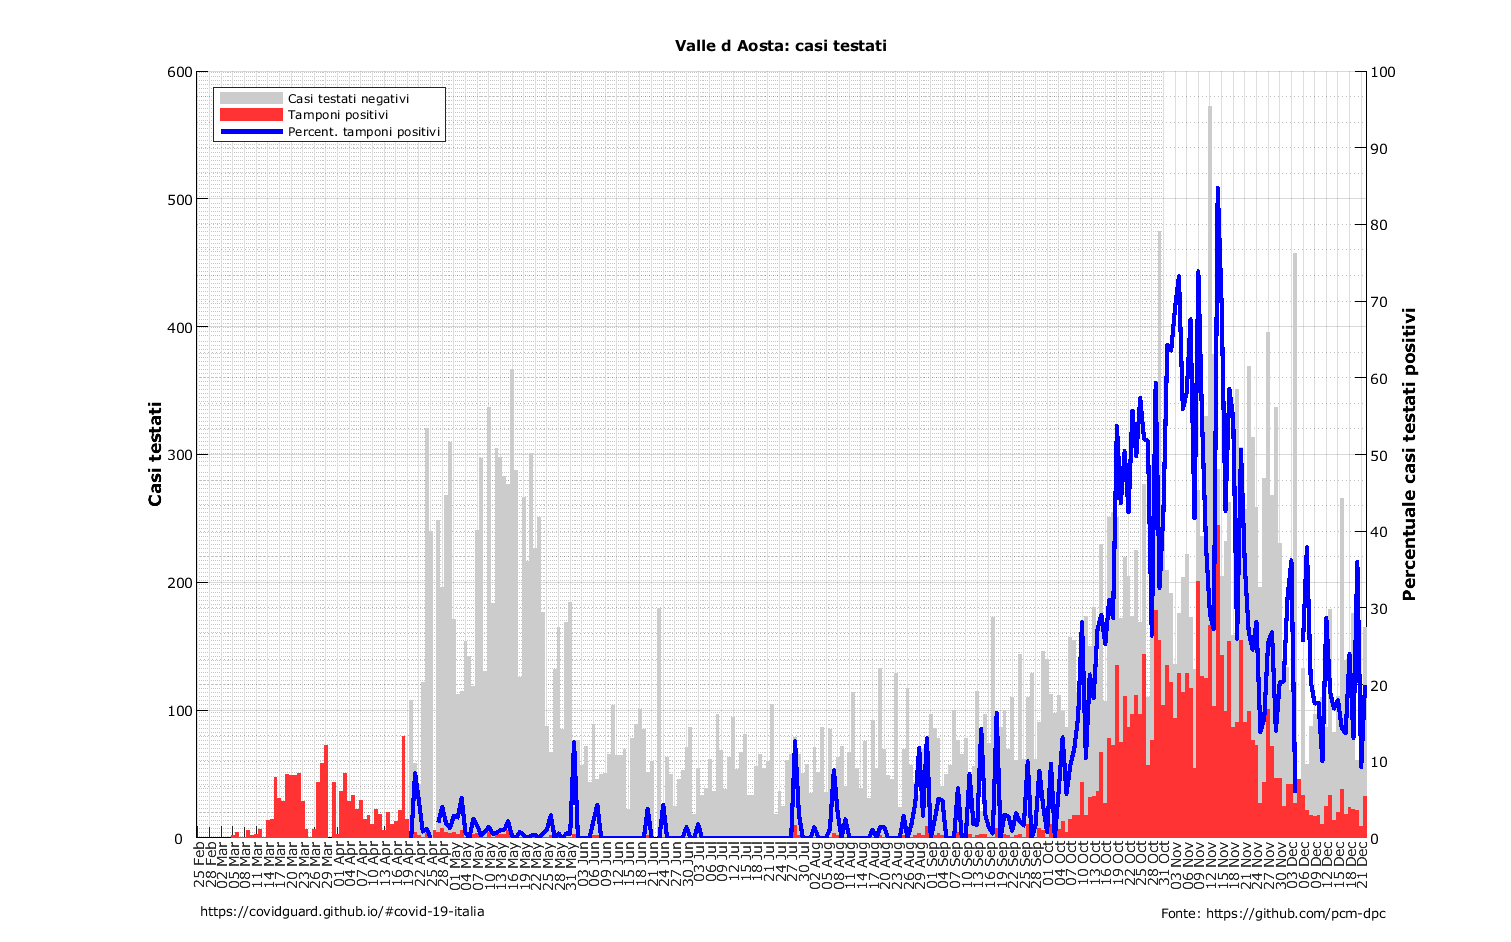 Valle d Aosta: casi testati
Casi testati negativi
Tamponi positivi
Percent. tamponi positivi
600
500
400
300
200
100
0
100
90
80
70
60
50
40
30
20
10
0
Casi testati
Percentuale casi testati positivi
25 Feb
28 Feb
02 Mar
05 Mar
08 Mar
11 Mar
14 Mar
17 Mar
20 Mar
23 Mar
26 Mar
29 Mar
01 Apr
04 Apr
07 Apr
10 Apr
13 Apr
16 Apr
19 Apr
22 Apr
25 Apr
28 Apr
01 May
04 May
07 May
10 May
13 May
16 May
19 May
22 May
25 May
28 May
31 May
03 Jun
06 Jun
09 Jun
12 Jun
15 Jun
18 Jun
21 Jun
24 Jun
27 Jun
30 Jun
03 Jul
06 Jul
09 Jul
12 Jul
15 Jul
18 Jul
21 Jul
24 Jul
27 Jul
30 Jul
02 Aug
05 Aug
08 Aug
11 Aug
14 Aug
17 Aug
20 Aug
23 Aug
26 Aug
29 Aug
01 Sep
04 Sep
07 Sep
10 Sep
13 Sep
16 Sep
19 Sep
22 Sep
25 Sep
28 Sep
01 Oct
04 Oct
07 Oct
10 Oct
13 Oct
16 Oct
19 Oct
22 Oct
25 Oct
28 Oct
31 Oct
03 Nov
06 Nov
09 Nov
12 Nov
15 Nov
18 Nov
21 Nov
24 Nov
27 Nov
30 Nov
03 Dec
06 Dec
09 Dec
12 Dec
15 Dec
18 Dec
21 Dec
https://covidguard.github.io/#covid-19-italia
Fonte: https://github.com/pcm-dpc